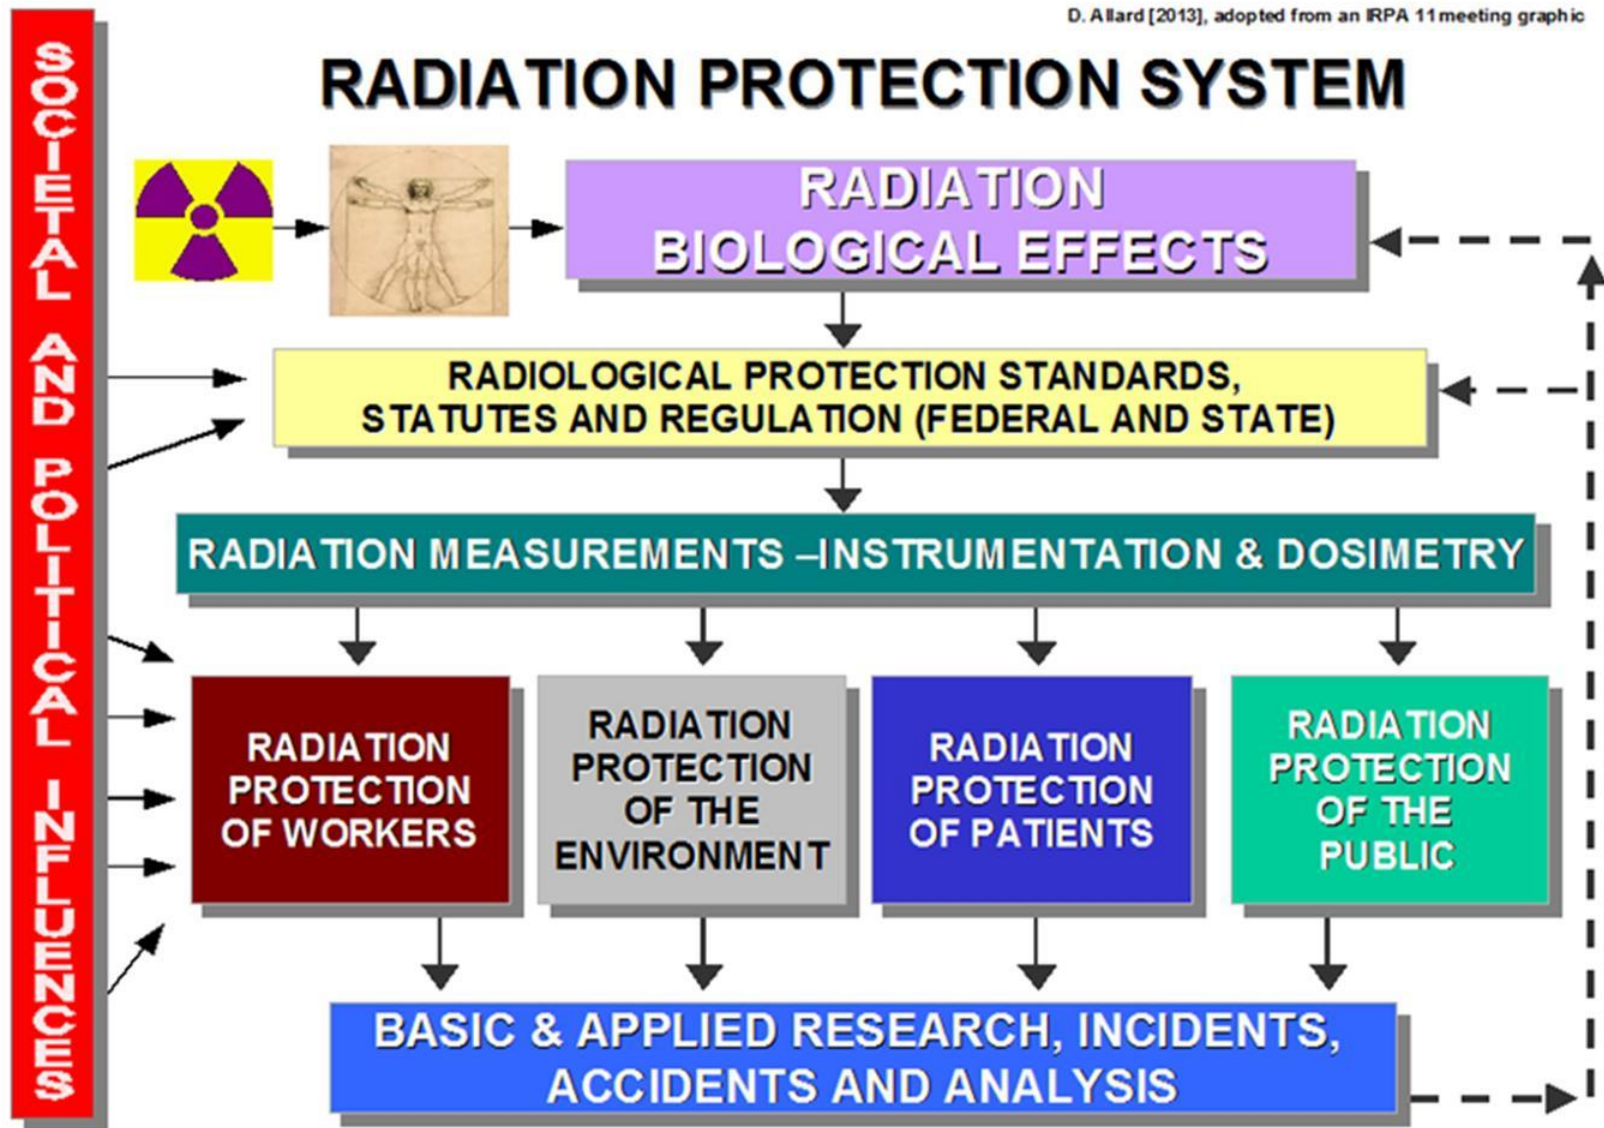 D. Allard [2013], adopted from an IRPA 11 meeting graphic
RADIATION PROTECTION SYSTEM
SOCIETAL AND POLITICAL INFLUENCES
RADIATION
BIOLOGICAL EFFECTS
RADIOLOGICAL PROTECTION STANDARDS,
STATUTES AND REGULATION (FEDERAL AND STATE)
RADIATION MEASUREMENTS –INSTRUMENTATION & DOSIMETRY
RADIATION
PROTECTION
OF WORKERS
RADIATION
PROTECTION
OF THE
ENVIRONMENT
RADIATION
PROTECTION
OF PATIENTS
RADIATION
PROTECTION
OF THE
PUBLIC
BASIC & APPLIED RESEARCH, INCIDENTS,
ACCIDENTS AND ANALYSIS